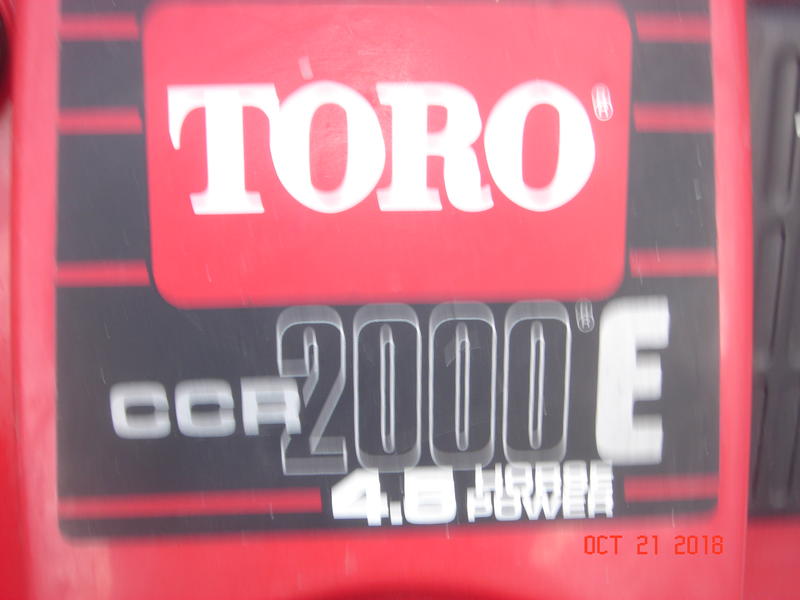 TORO®
CCR 2000® E
4.5 HORSE
POWER
OCT 21 2018